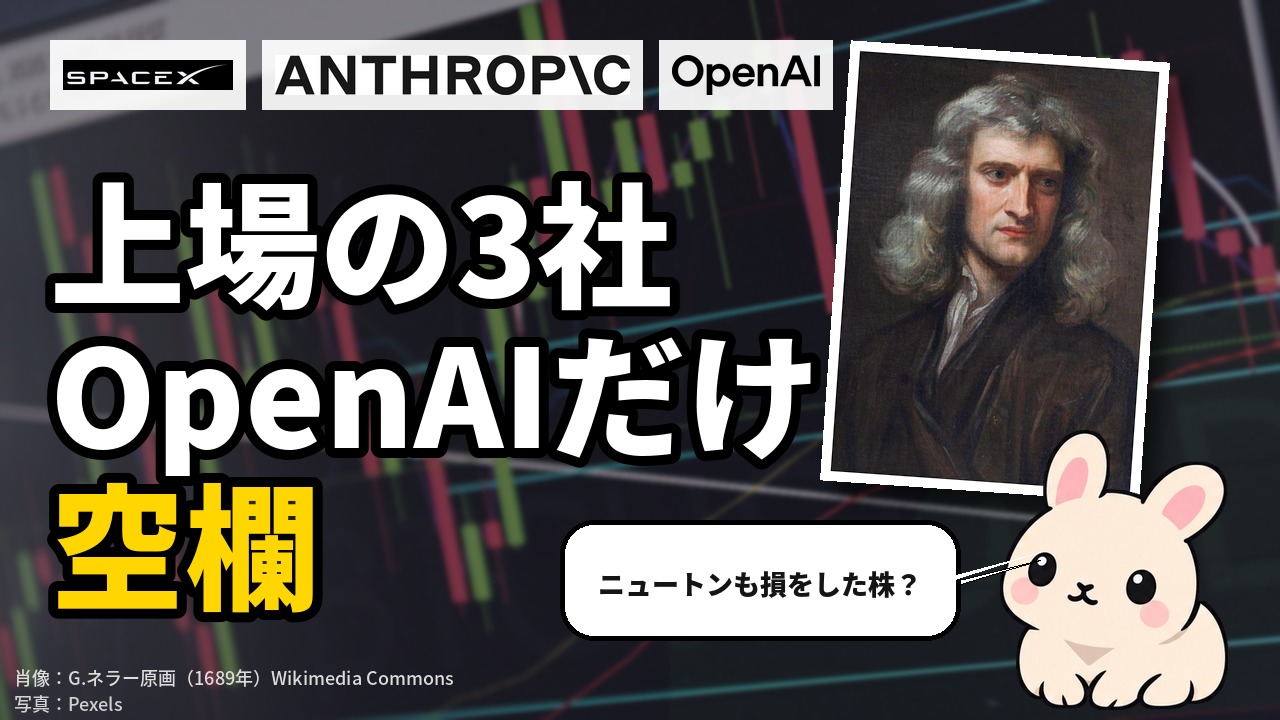 SPACEX
ANTHROP\C
OpenAI
上場の3社
OpenAIだけ
空欄
ニュートンも損をした株？
肖像：G.ネラー原画（1689年）Wikimedia Commons
写真：Pexels